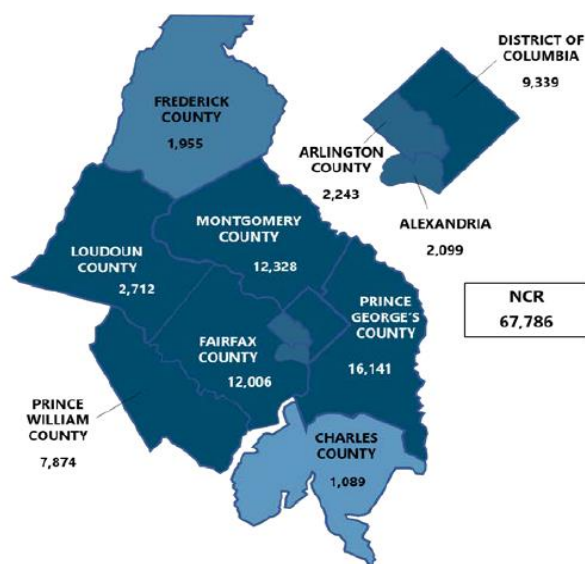 FREDERICK
COUNTY
1,955
DISTRICT OF
COLUMBIA
9,339
ARLINGTON
COUNTY
2,243
ALEXANDRIA
2,099
MONTGOMERY
COUNTY
12,328
LOUDOUN
COUNTY
2,712
PRINCE
GEORGE'S
COUNTY
16,141
NCR
67,786
FAIRFAX
COUNTY
12,006
PRINCE
WILLIAM
COUNTY
7,874
CHARLES
COUNTY
1,089